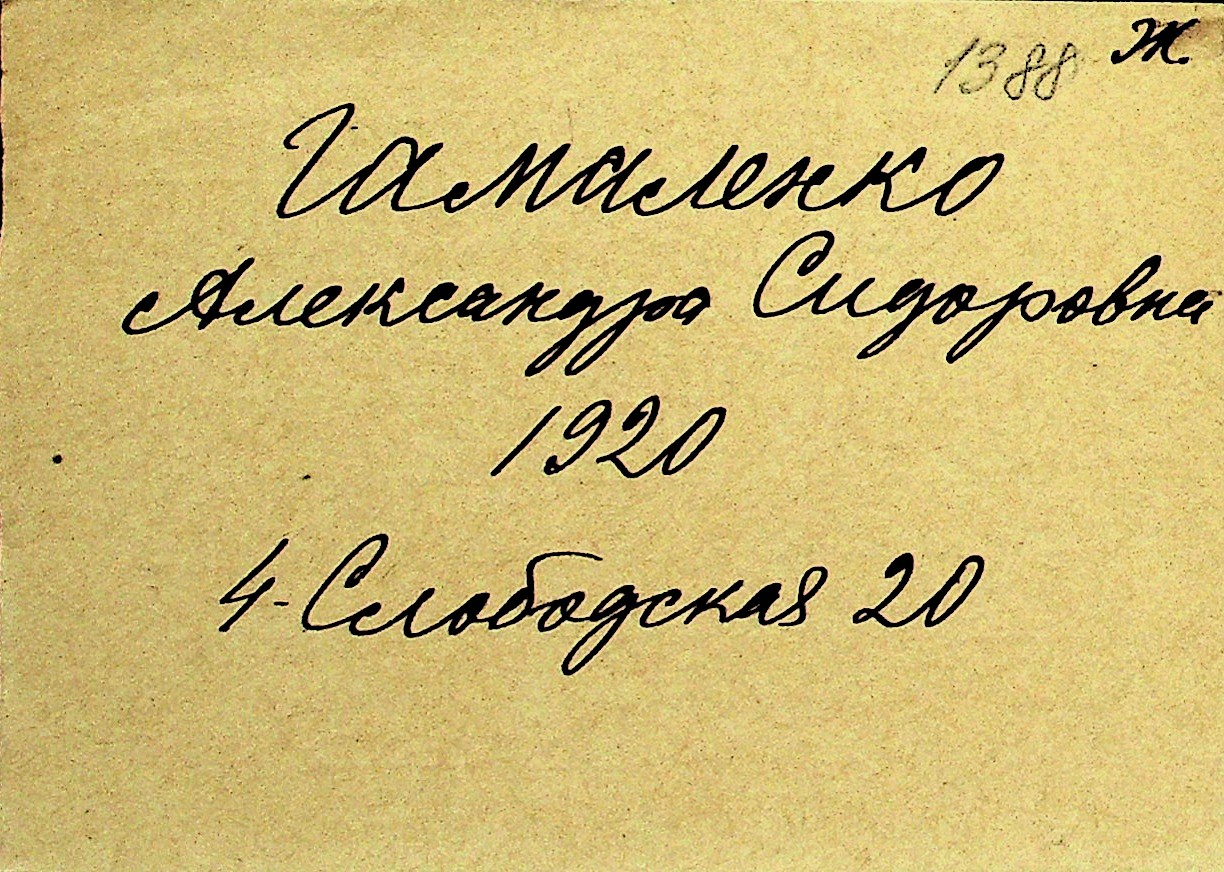 1388 Ж.
Гамаленко
Александра Сидоровна
1920
4-Слободская 20